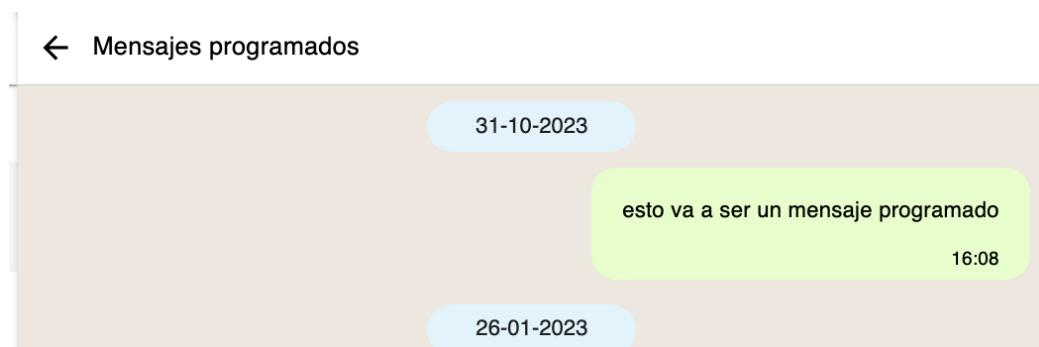 Mensajes programados
31-10-2023
esto va a ser un mensaje programado
16:08
26-01-2023